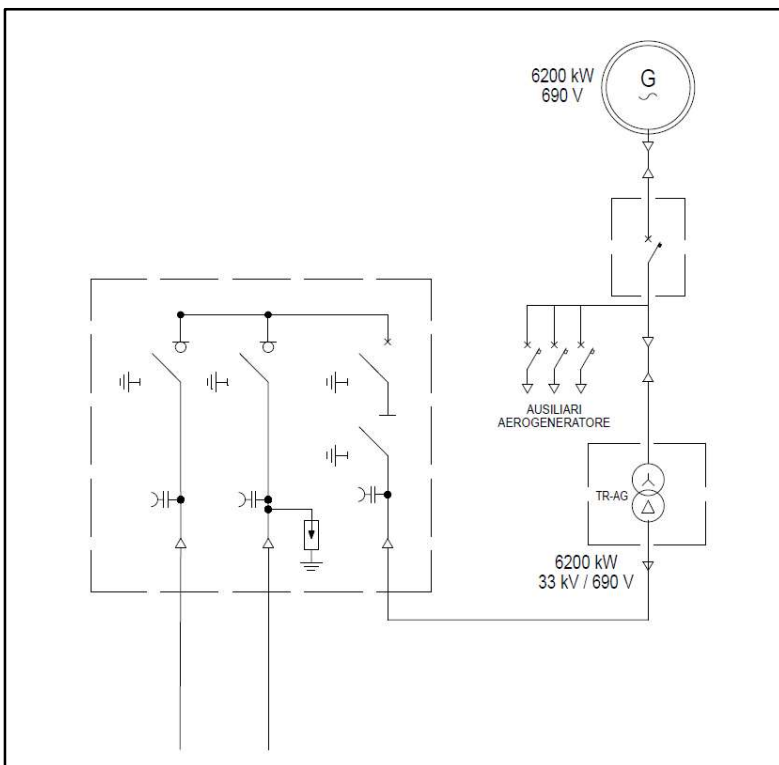 6200 kW
690 V
G
AUSILIARI
AEROGENERATORE
TR-AG
6200 kW
33 kV / 690 V